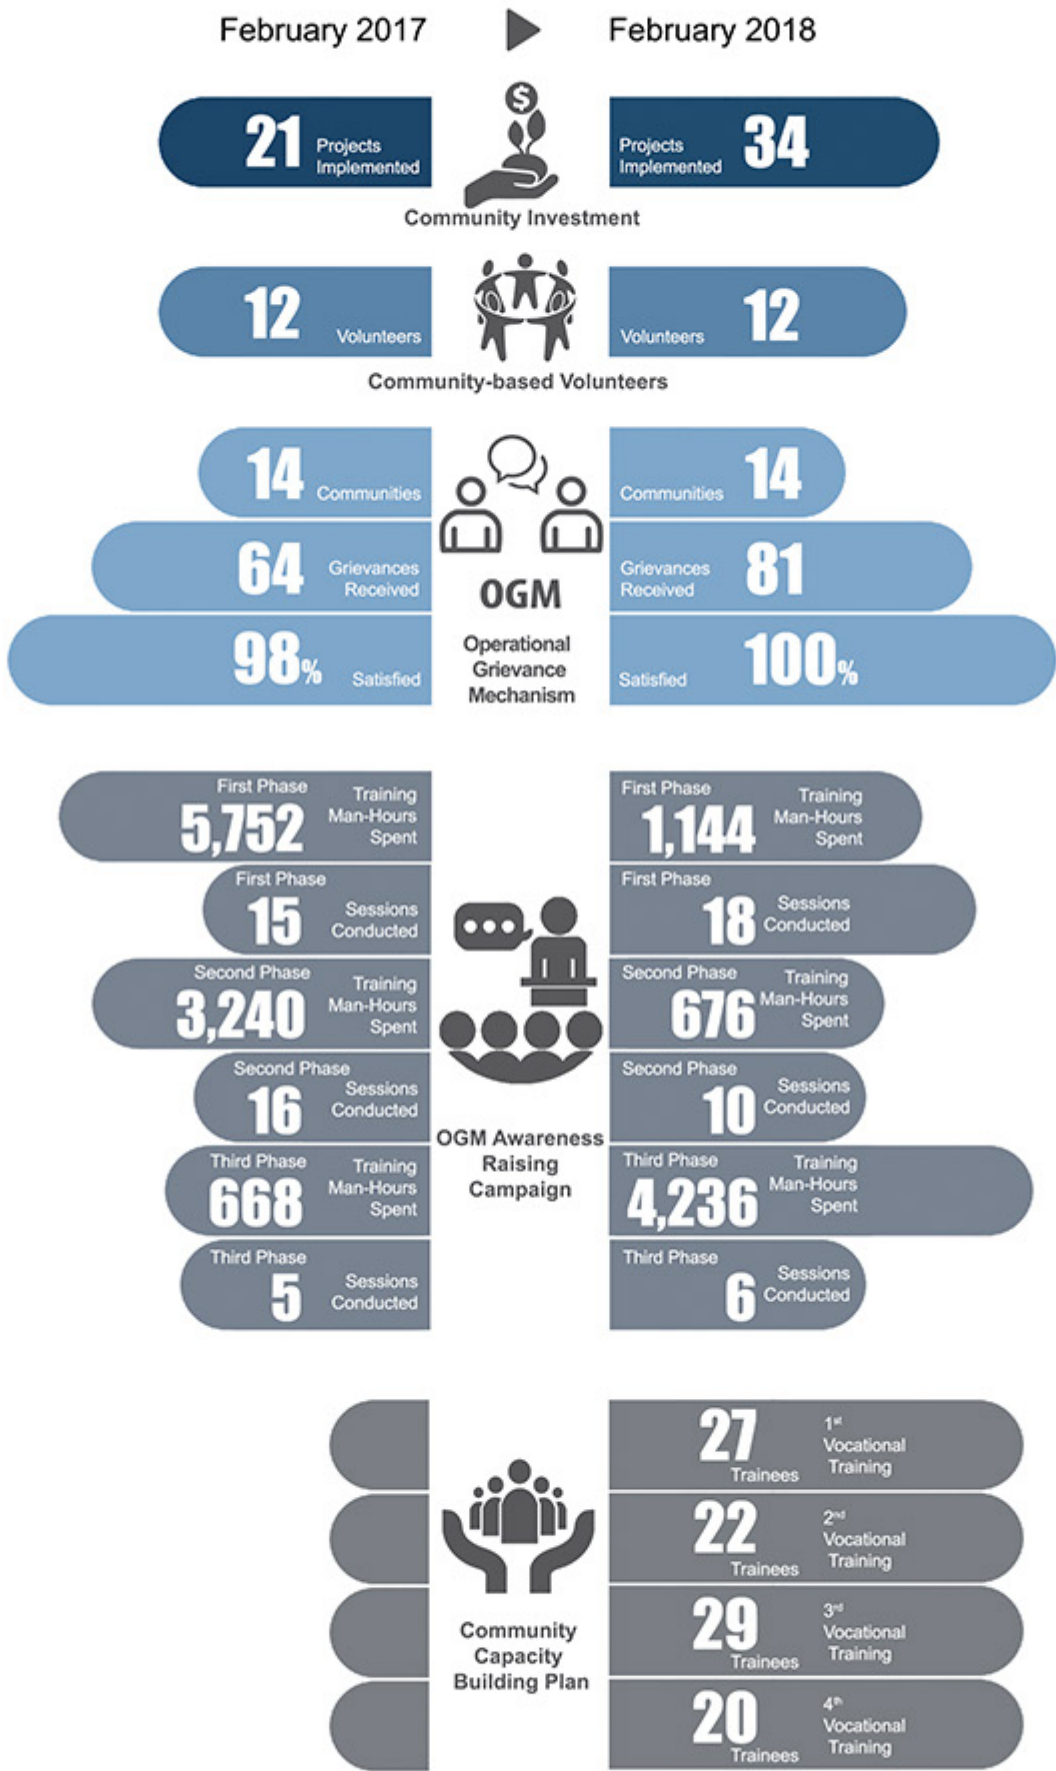 February 2017
February 2018
21 Projects Implemented
Projects Implemented 34
Community Investment
12 Volunteers
Volunteers 12
Community-based Volunteers
14 Communities
Communities 14
64 Grievances Received
Grievances Received 81
98% Satisfied
Satisfied 100%
OGM
Operational
Grievance
Mechanism
First Phase
5,752 Training Man-Hours Spent
First Phase
1,144 Training Man-Hours Spent
First Phase
15 Sessions Conducted
First Phase
18 Sessions Conducted
Second Phase
3,240 Training Man-Hours Spent
Second Phase
676 Training Man-Hours Spent
Second Phase
16 Sessions Conducted
Second Phase
10 Sessions Conducted
OGM Awareness
Raising
Campaign
Third Phase
668 Training Man-Hours Spent
Third Phase
4,236 Training Man-Hours Spent
Third Phase
5 Sessions Conducted
Third Phase
6 Sessions Conducted
27 Trainees
1st Vocational Training
22 Trainees
2nd Vocational Training
29 Trainees
3rd Vocational Training
20 Trainees
4th Vocational Training
Community
Capacity
Building Plan